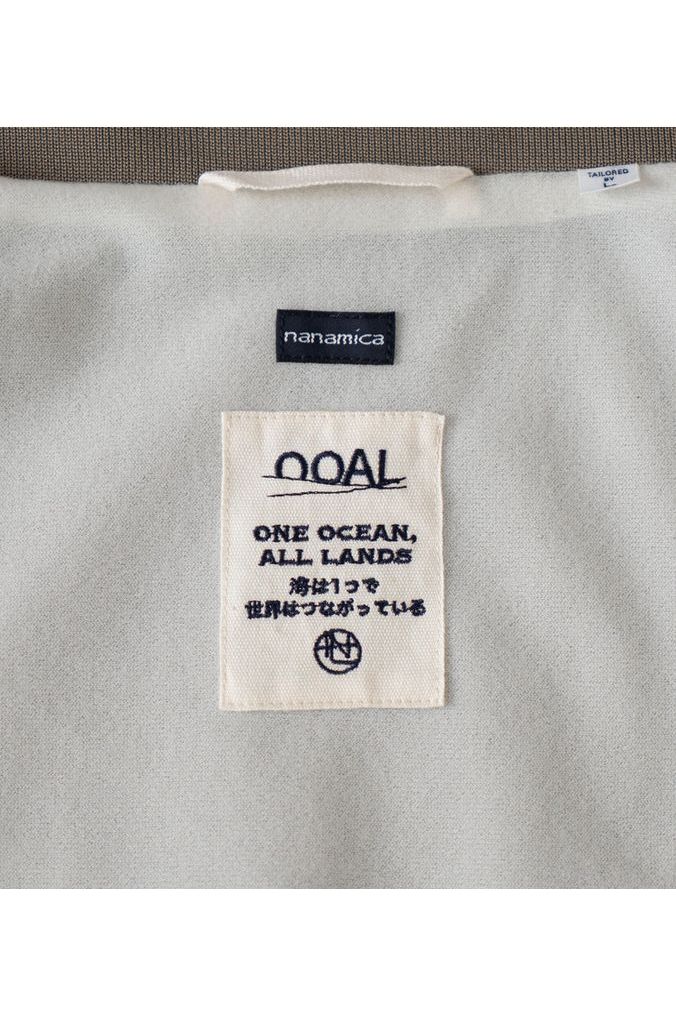 TAILORED
BY
nanamica
OOAL
ONE OCEAN,
ALL LANDS
海は1つで
世界はつながっている